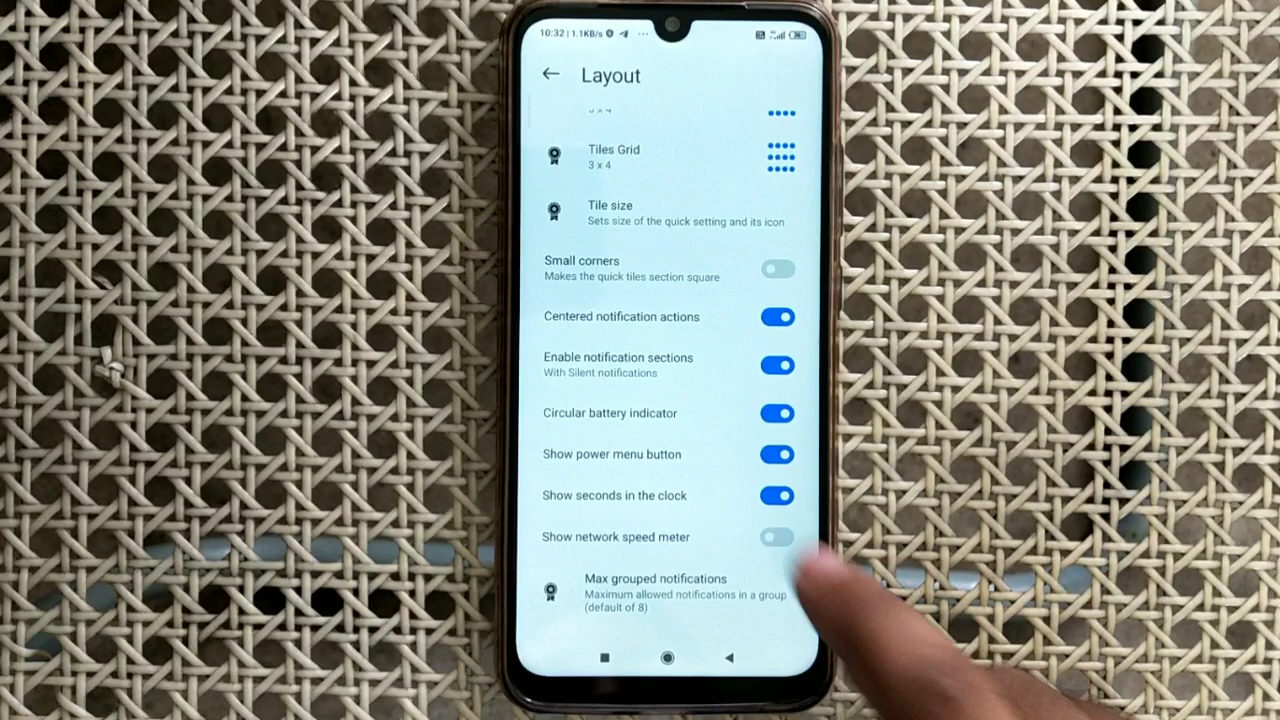 10:32 | 1.1KB/s
Layout
Tiles Grid
3 x 4
Tile size
Sets size of the quick setting and its icon
Small corners
Makes the quick tiles section square
Centered notification actions
Enable notification sections
With Silent notifications
Circular battery indicator
Show power menu button
Show seconds in the clock
Show network speed meter
Max grouped notifications
Maximum allowed notifications in a group
(default of 8)